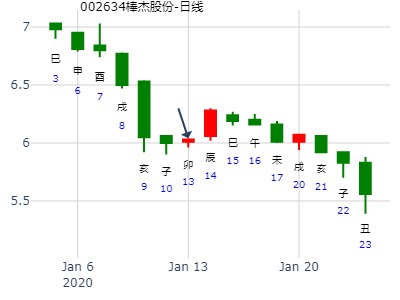 002634棒杰股份-日线
7
6.5
6
5.5
巳
3
申
6
酉
7
戌
8
亥
9
子
10
卯
13
辰
14
巳
15
午
16
未
17
戌
20
亥
21
子
22
丑
23
Jan 6
2020
Jan 13
Jan 20